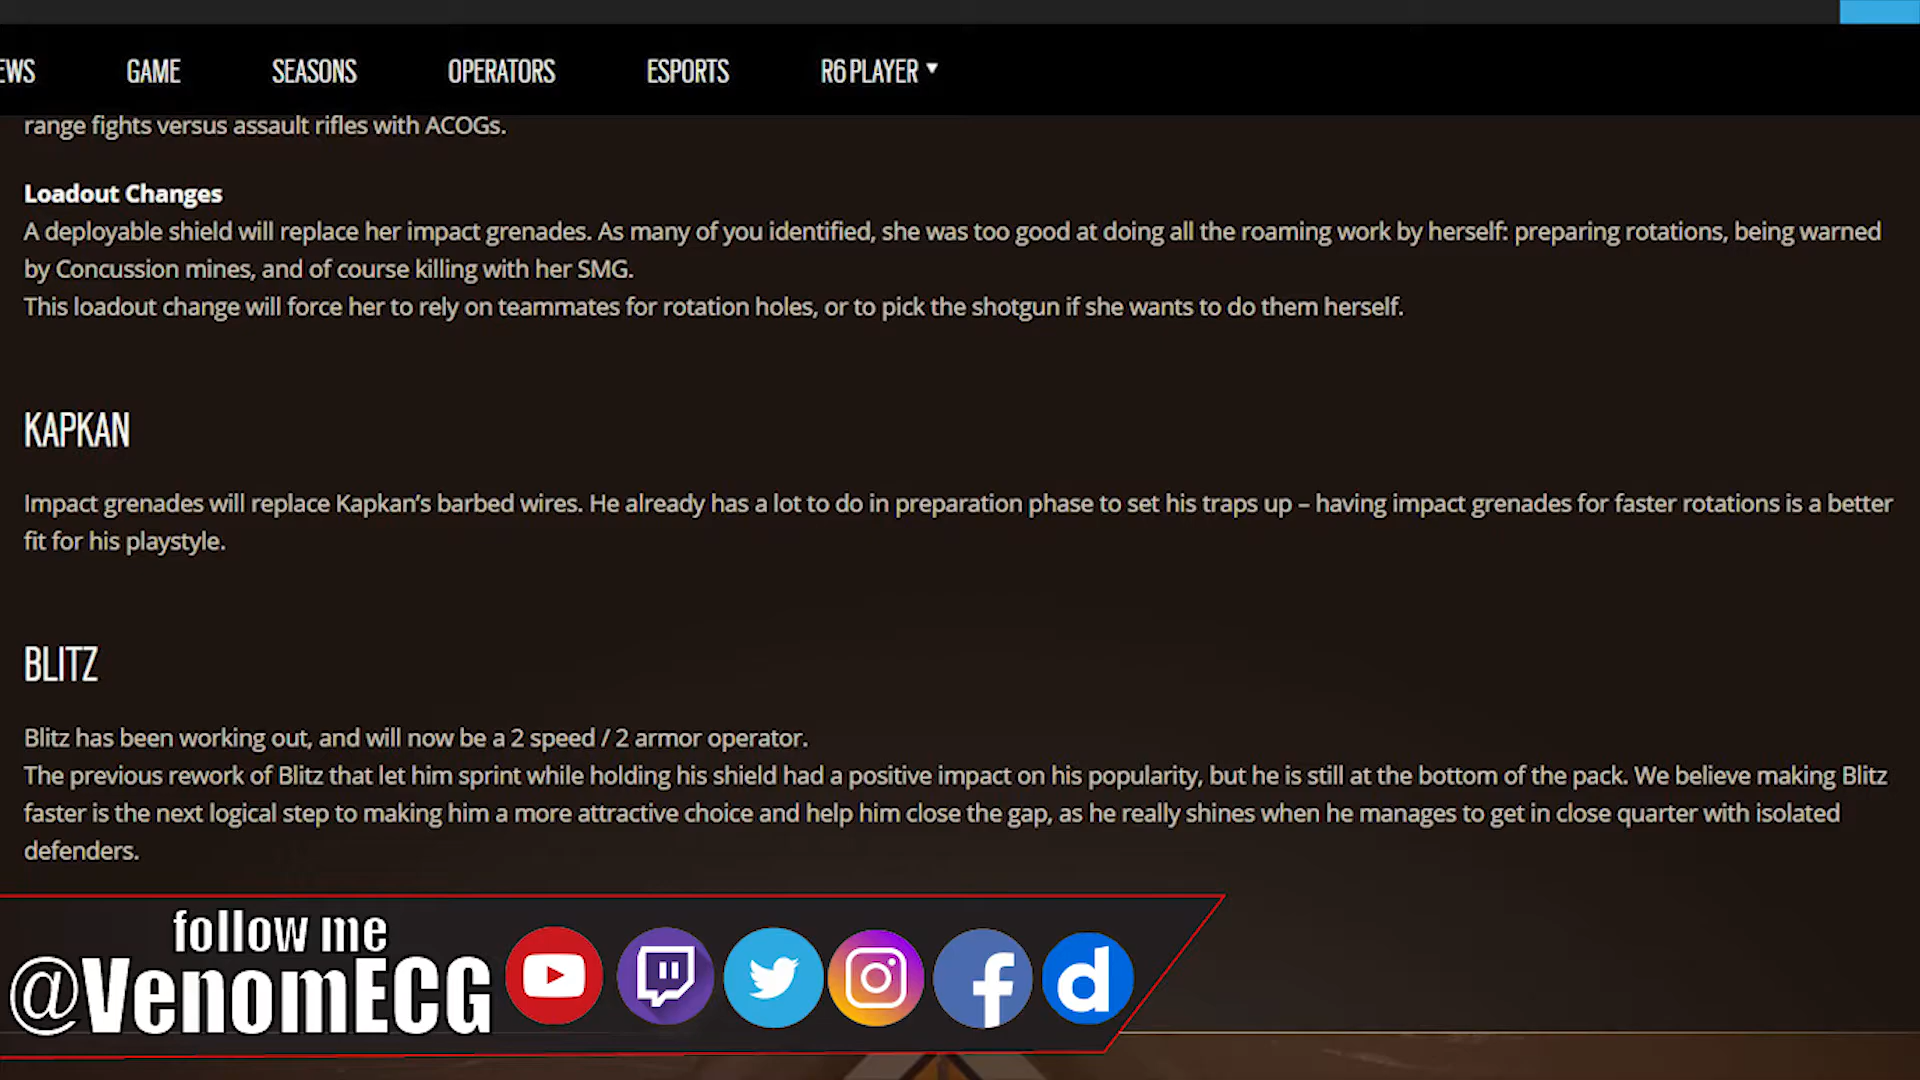 EWS GAME SEASONS OPERATORS ESPORTS R6 PLAYER
range fights versus assault rifles with ACOGs.
Loadout Changes
A deployable shield will replace her impact grenades. As many of you identified, she was too good at doing all the roaming work by herself: preparing rotations, being warned
by Concussion mines, and of course killing with her SMG.
This loadout change will force her to rely on teammates for rotation holes, or to pick the shotgun if she wants to do them herself.
KAPKAN
Impact grenades will replace Kapkan's barbed wires. He already has a lot to do in preparation phase to set his traps up – having impact grenades for faster rotations is a better
fit for his playstyle.
BLITZ
Blitz has been working out, and will now be a 2 speed / 2 armor operator.
The previous rework of Blitz that let him sprint while holding his shield had a positive impact on his popularity, but he is still at the bottom of the pack. We believe making Blitz
faster is the next logical step to making him a more attractive choice and help him close the gap, as he really shines when he manages to get in close quarter with isolated
defenders.
follow me
@VenomECG